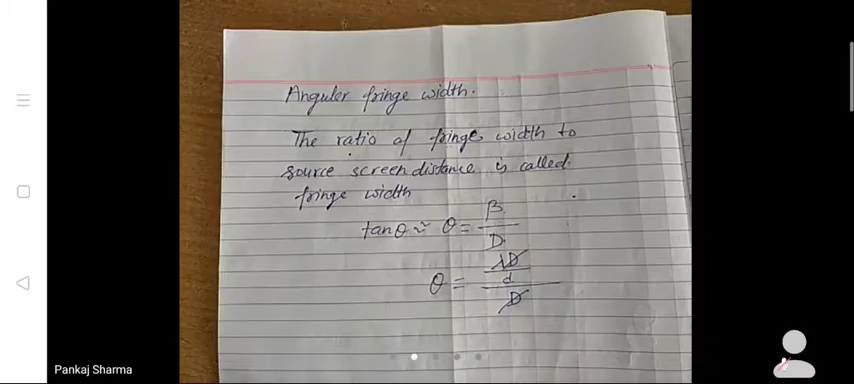 Anguler fringe width.
The ratio of fringe width to
source screen distance is called
fringe width
tanθ ≈ θ = β/D
θ = (λD/d)/D
Pankaj Sharma